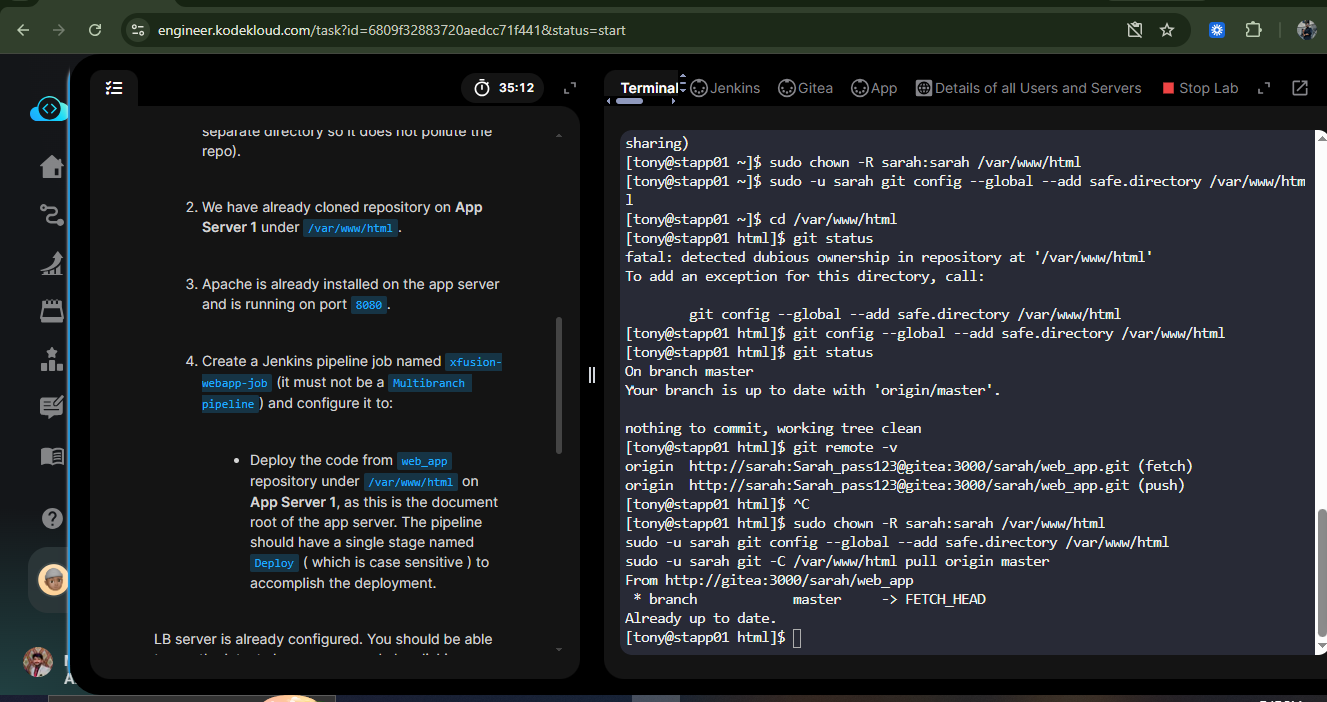 engineer.kodekloud.com/task?id=6809f32883720aedcc71f441&status=start
35:12
separate directory so it does not pollute the
repo).
2. We have already cloned repository on App
Server 1 under /var/www/html.
3. Apache is already installed on the app server
and is running on port 8080.
4. Create a Jenkins pipeline job named xfusion-
webapp-job (it must not be a Multibranch
pipeline) and configure it to:
• Deploy the code from web_app
repository under /var/www/html on
App Server 1, as this is the document
root of the app server. The pipeline
should have a single stage named
Deploy ( which is case sensitive ) to
accomplish the deployment.
LB server is already configured. You should be able
Terminal Jenkins Gitea App Details of all Users and Servers Stop Lab
sharing)
[tony@stapp01 ~]$ sudo chown -R sarah:sarah /var/www/html
[tony@stapp01 ~]$ sudo -u sarah git config --global --add safe.directory /var/www/htm
l
[tony@stapp01 ~]$ cd /var/www/html
[tony@stapp01 html]$ git status
fatal: detected dubious ownership in repository at '/var/www/html'
To add an exception for this directory, call:
git config --global --add safe.directory /var/www/html
[tony@stapp01 html]$ git config --global --add safe.directory /var/www/html
[tony@stapp01 html]$ git status
On branch master
Your branch is up to date with 'origin/master'.
nothing to commit, working tree clean
[tony@stapp01 html]$ git remote -v
origin  http://sarah:Sarah_pass123@gitea:3000/sarah/web_app.git (fetch)
origin  http://sarah:Sarah_pass123@gitea:3000/sarah/web_app.git (push)
[tony@stapp01 html]$ ^C
[tony@stapp01 html]$ sudo chown -R sarah:sarah /var/www/html
sudo -u sarah git config --global --add safe.directory /var/www/html
sudo -u sarah git -C /var/www/html pull origin master
From http://gitea:3000/sarah/web_app
* branch            master     -> FETCH_HEAD
Already up to date.
[tony@stapp01 html]$